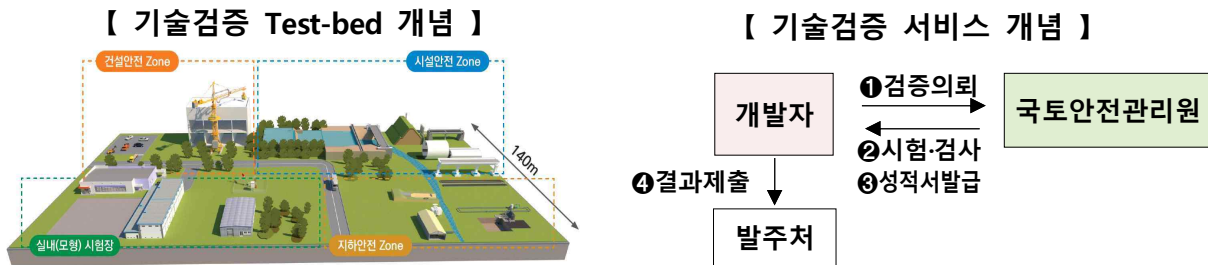 【 기술검증 Test-bed 개념 】
건설안전 Zone
시설안전 Zone
140m
실내(모형) 시험장
지하안전 Zone
【 기술검증 서비스 개념 】
개발자
❶검증의뢰
국토안전관리원
❷시험·검사
❸성적서발급
❹결과제출
발주처